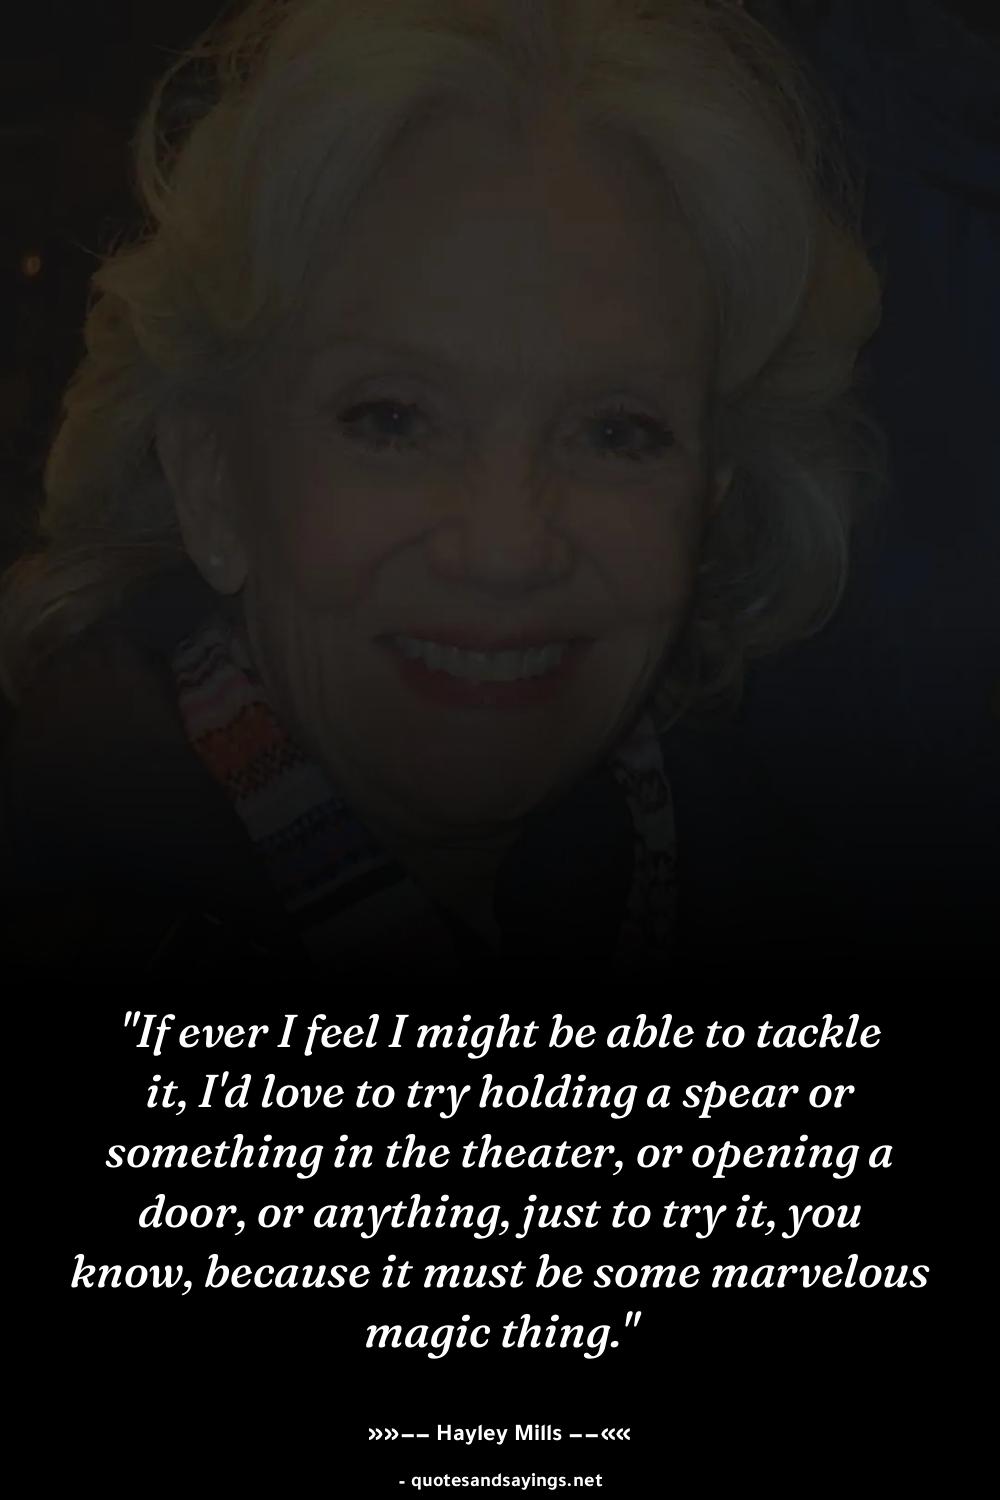 "If ever I feel I might be able to tackle
it, I'd love to try holding a spear or
something in the theater, or opening a
door, or anything, just to try it, you
know, because it must be some marvelous
magic thing."
»»–– Hayley Mills ––««
- quotesandsayings.net